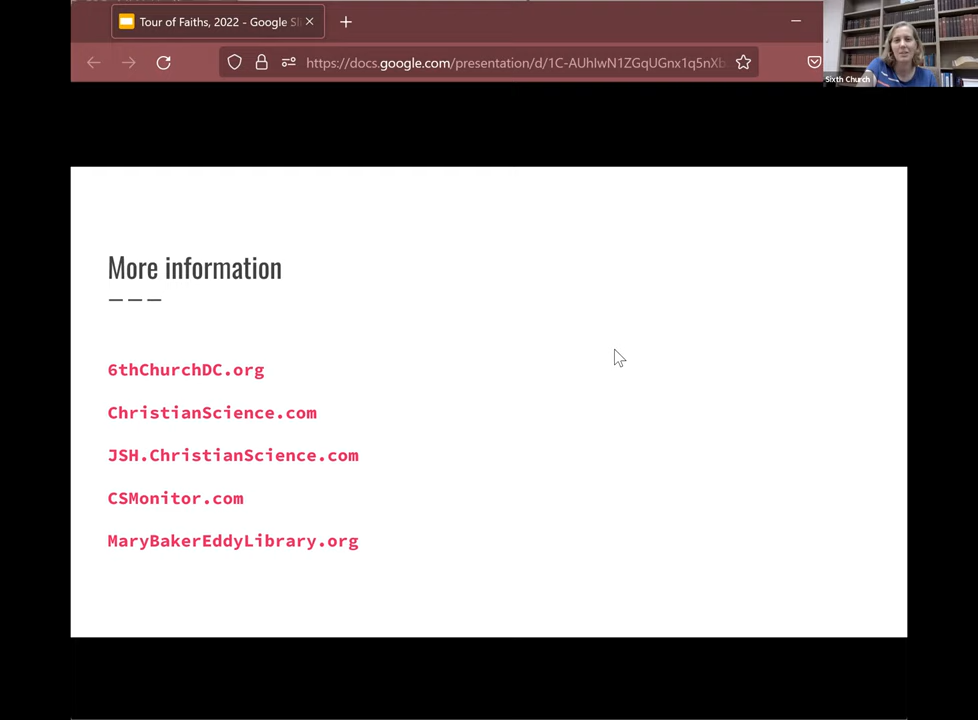 Tour of Faiths, 2022 - Google Sl
https://docs.google.com/presentation/d/1C-AUhIwN1ZGqUGnx1q5nXb
Sixth Church
More information
6thChurchDC.org
ChristianScience.com
JSH.ChristianScience.com
CSMonitor.com
MaryBakerEddyLibrary.org